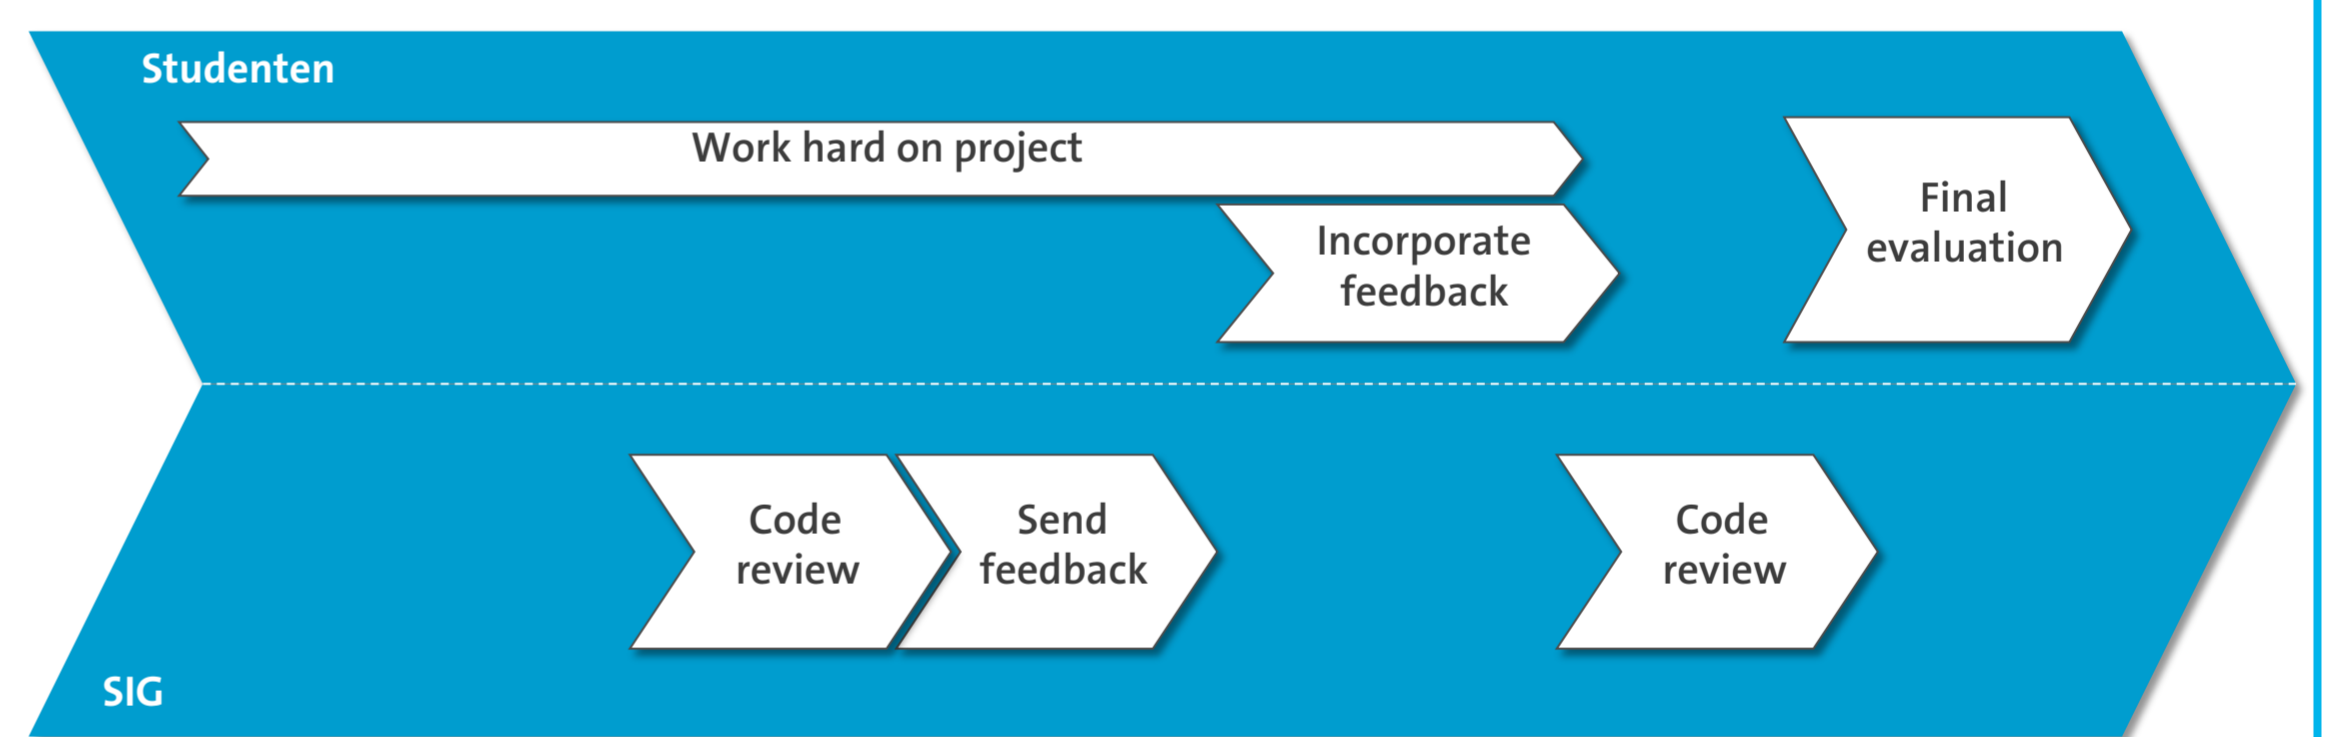 Studenten
Work hard on project
Incorporate
feedback
Final
evaluation
Code
review
Send
feedback
Code
review
SIG